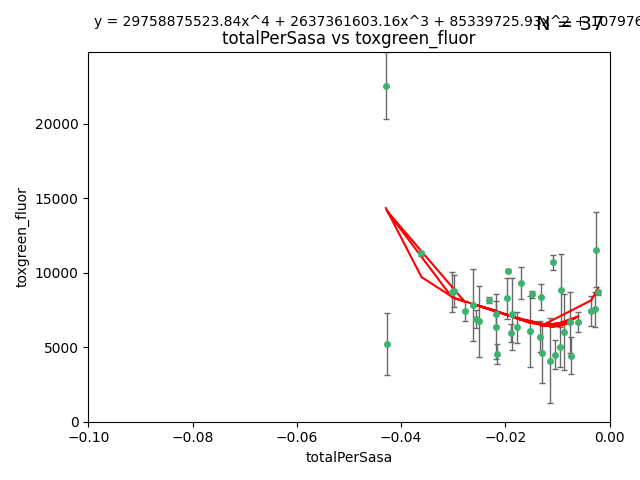 y = 29758875523.84x^4 + 2637361603.16x^3 + 85339725.93x^2 + 107976
N = 37
totalPerSasa vs toxgreen_fluor
toxgreen_fluor
20000
15000
10000
5000
0
−0.10 −0.08 −0.06 −0.04 −0.02 0.00
totalPerSasa